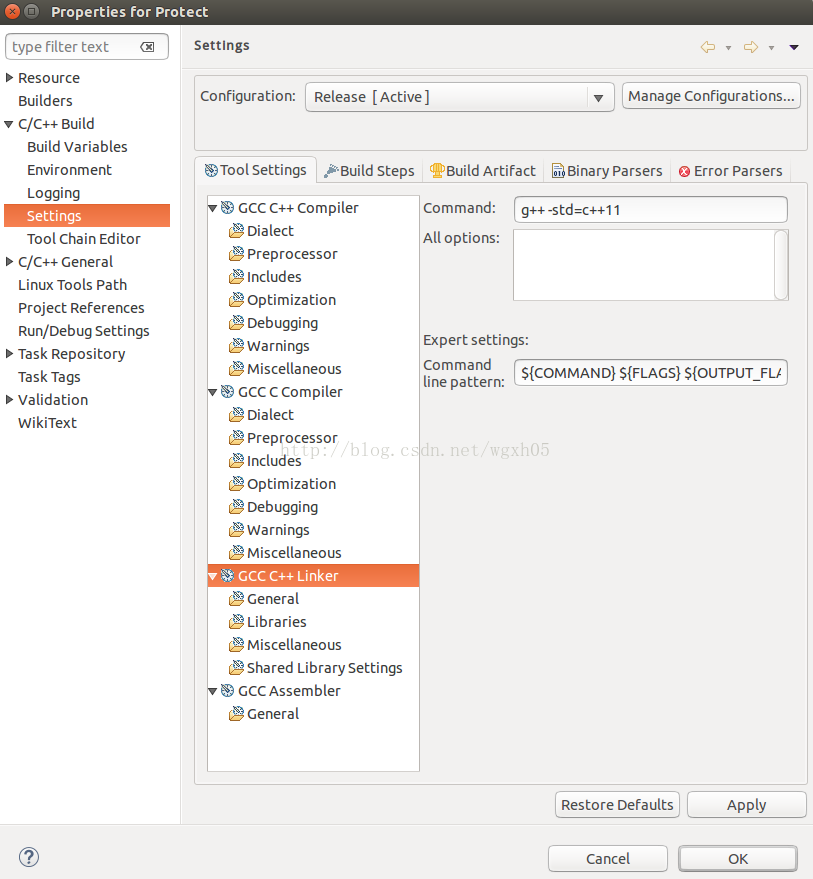 Properties for Protect
type filter text
Resource
Builders
C/C++ Build
Build Variables
Environment
Logging
Settings
Tool Chain Editor
C/C++ General
Linux Tools Path
Project References
Run/Debug Settings
Task Repository
Task Tags
Validation
WikiText
Settings
Configuration: Release [ Active ] Manage Configurations...
Tool Settings Build Steps Build Artifact Binary Parsers Error Parsers
GCC C++ Compiler
Dialect
Preprocessor
Includes
Optimization
Debugging
Warnings
Miscellaneous
GCC C Compiler
Dialect
Preprocessor
Includes
Optimization
Debugging
Warnings
Miscellaneous
GCC C++ Linker
General
Libraries
Miscellaneous
Shared Library Settings
GCC Assembler
General
Command: g++ -std=c++11
All options:
Expert settings:
Command
line pattern: ${COMMAND} ${FLAGS} ${OUTPUT_FLA
http://blog.csdn.net/wgxh05
Restore Defaults Apply
Cancel OK